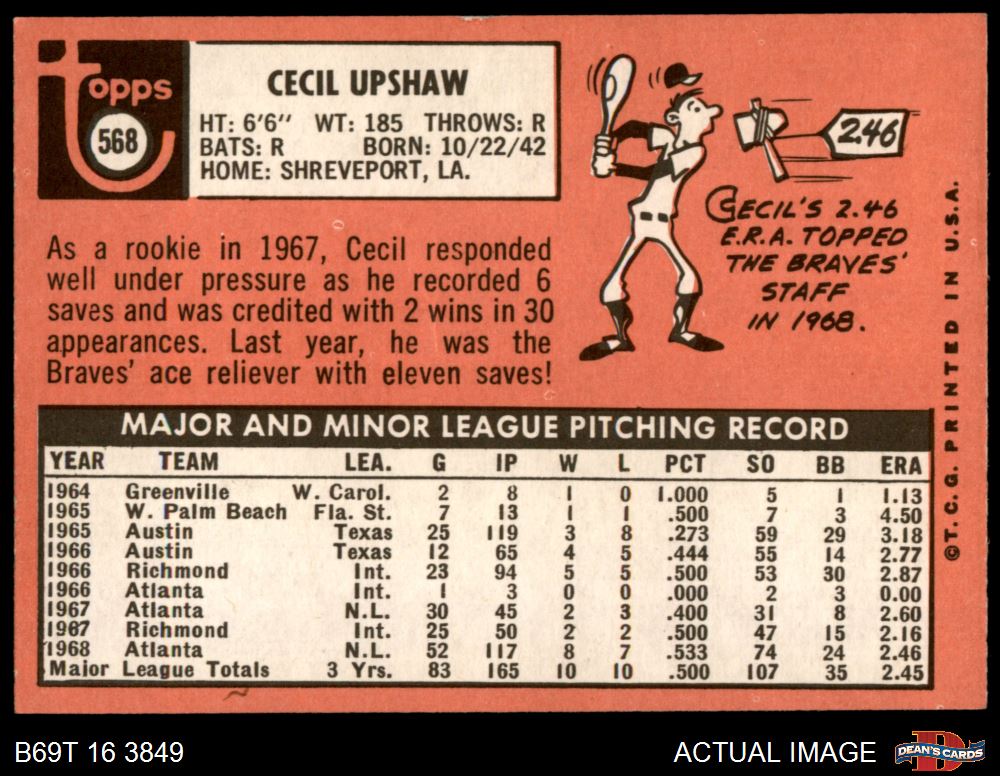 Topps
568
CECIL UPSHAW
HT: 6'6" WT: 185 THROWS: R
BATS: R BORN: 10/22/42
HOME: SHREVEPORT, LA.
As a rookie in 1967, Cecil responded
well under pressure as he recorded 6
saves and was credited with 2 wins in 30
appearances. Last year, he was the
Braves' ace reliever with eleven saves!
2.46
CECIL'S 2.46
E.R.A. TOPPED
THE BRAVES'
STAFF
IN 1968.
MAJOR AND MINOR LEAGUE PITCHING RECORD
YEAR TEAM LEA. G IP W L PCT SO BB ERA
1964 Greenville W. Carol. 2 8 1 0 1.000 5 1 1.13
1965 W. Palm Beach Fla. St. 7 13 1 1 .500 7 3 4.50
1965 Austin Texas 25 119 3 8 .273 59 29 3.18
1966 Austin Texas 12 65 4 5 .444 55 14 2.77
1966 Richmond Int. 23 94 5 5 .500 53 30 2.87
1966 Atlanta Int. 1 3 0 0 .000 2 3 0.00
1967 Atlanta N.L. 30 45 2 3 .400 31 8 2.60
1967 Richmond Int. 25 50 2 2 .500 47 15 2.16
1968 Atlanta N.L. 52 117 8 7 .533 74 24 2.46
Major League Totals 3 Yrs. 83 165 10 10 .500 107 35 2.45
©T.C.G. PRINTED IN U.S.A.
B69T 16 3849
ACTUAL IMAGE
DEAN'S CARDS